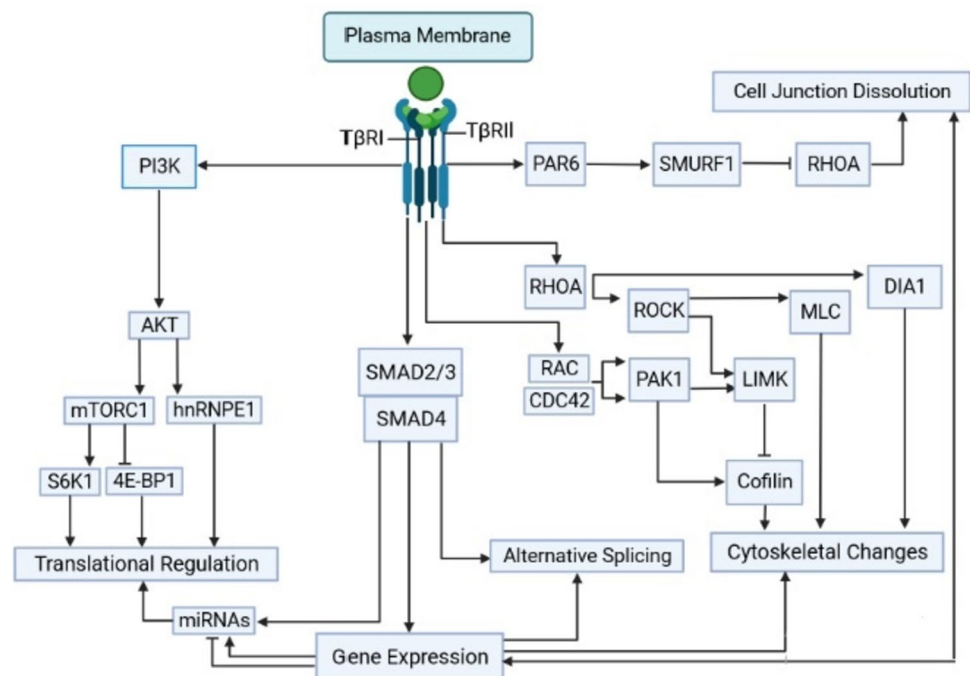 Plasma Membrane
Cell Junction Dissolution
TβRI
TβRII
PI3K
PAR6
SMURF1
RHOA
RHOA
DIA1
ROCK
MLC
AKT
SMAD2/3
RAC
PAK1
LIMK
CDC42
mTORC1
hnRNPE1
SMAD4
S6K1
4E-BP1
Cofilin
Translational Regulation
Alternative Splicing
Cytoskeletal Changes
miRNAs
Gene Expression